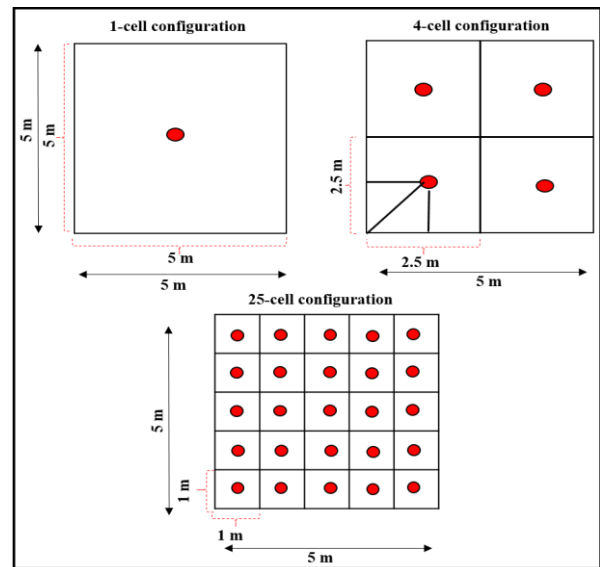 1-cell configuration
5 m
5 m
5 m
5 m
4-cell configuration
2.5 m
2.5 m
5 m
25-cell configuration
5 m
1 m
1 m
5 m